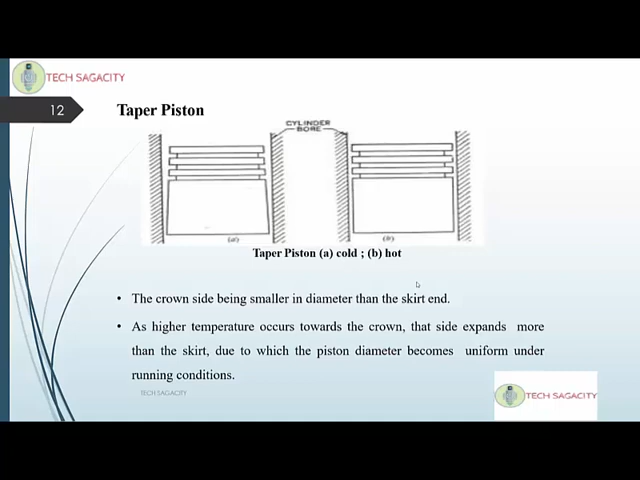 TECH SAGACITY
12
Taper Piston
CYLINDER
BORE
(a)
(b)
Taper Piston (a) cold ; (b) hot
• The crown side being smaller in diameter than the skirt end.
• As higher temperature occurs towards the crown, that side expands more
than the skirt, due to which the piston diameter becomes uniform under
running conditions.
TECH SAGACITY
TECH SAGACITY